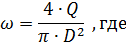 ω = 4 · Q / π · D² , где